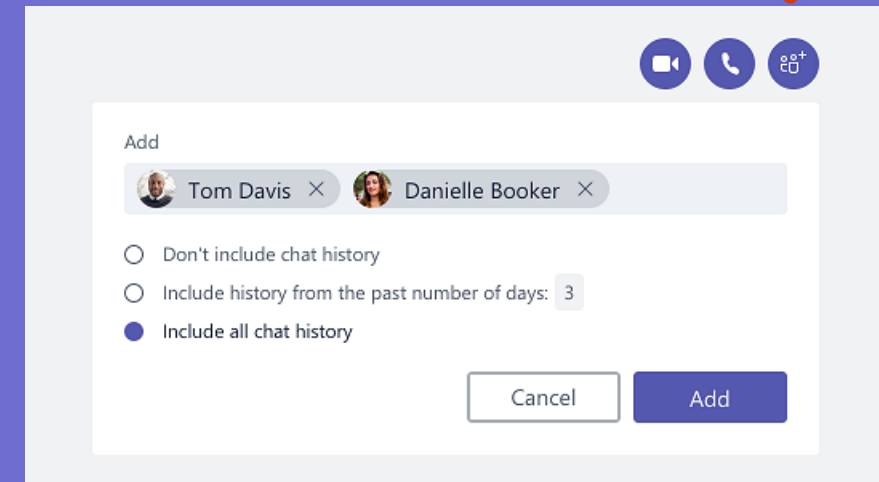 Add
Tom Davis × Danielle Booker ×
Don't include chat history
Include history from the past number of days: 3
Include all chat history
Cancel Add